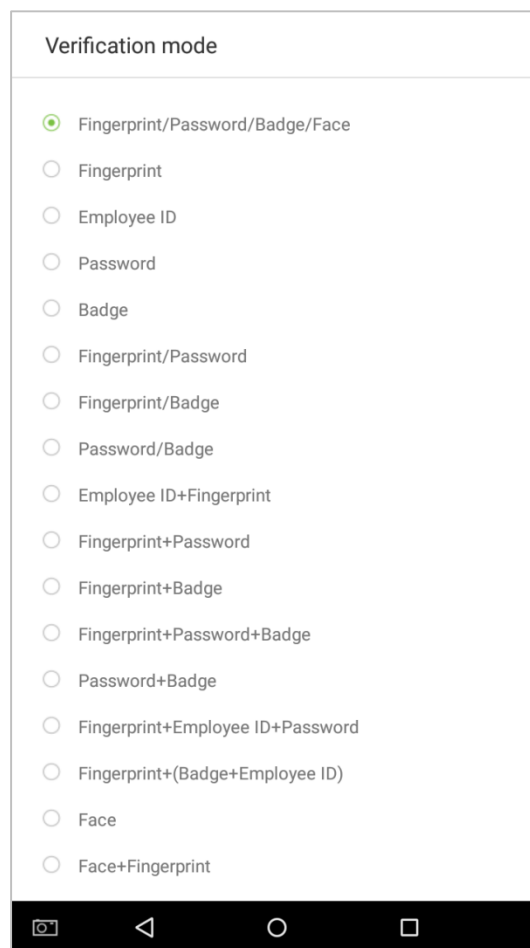 Verification mode
Fingerprint/Password/Badge/Face
Fingerprint
Employee ID
Password
Badge
Fingerprint/Password
Fingerprint/Badge
Password/Badge
Employee ID+Fingerprint
Fingerprint+Password
Fingerprint+Badge
Fingerprint+Password+Badge
Password+Badge
Fingerprint+Employee ID+Password
Fingerprint+(Badge+Employee ID)
Face
Face+Fingerprint